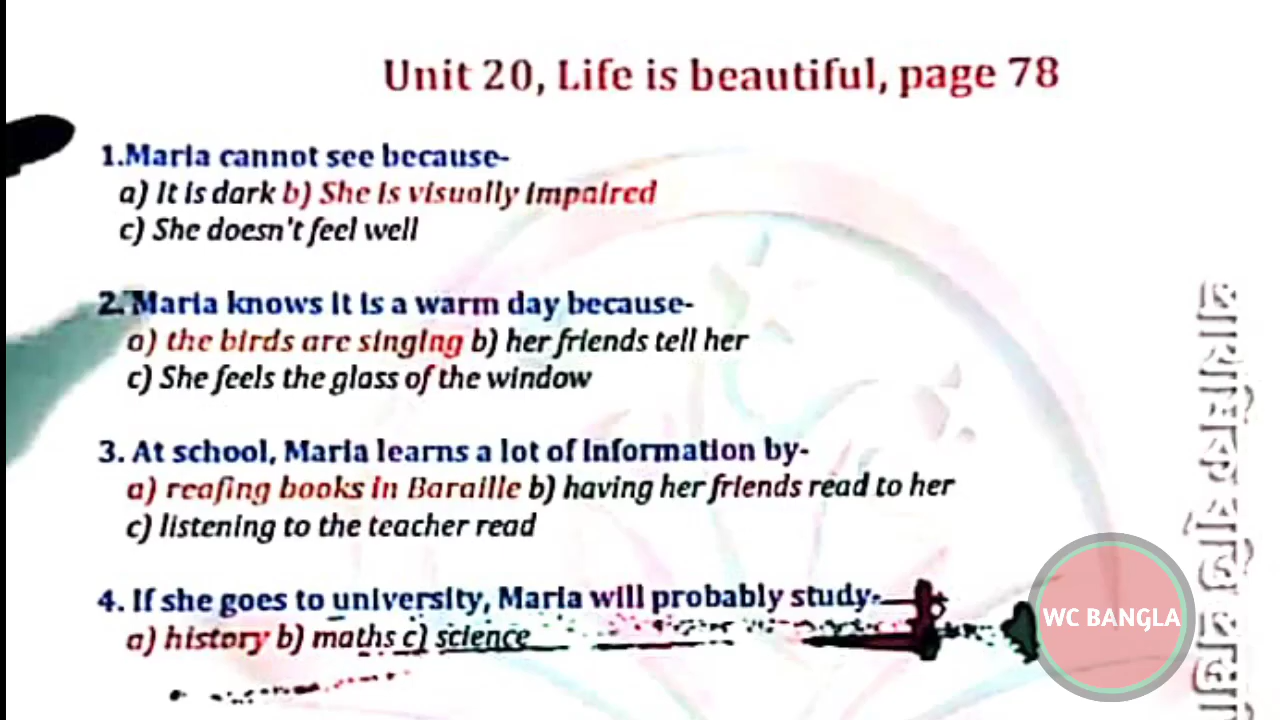 Unit 20, Life is beautiful, page 78
1.Maria cannot see because-
a) It is dark b) She is visually impaired
c) She doesn't feel well
2. Maria knows it is a warm day because-
a) the birds are singing b) her friends tell her
c) She feels the glass of the window
3. At school, Maria learns a lot of information by-
a) reafing books in Baraille b) having her friends read to her
c) listening to the teacher read
4. If she goes to university, Maria will probably study-
a) history b) maths c) science
WC BANGLA